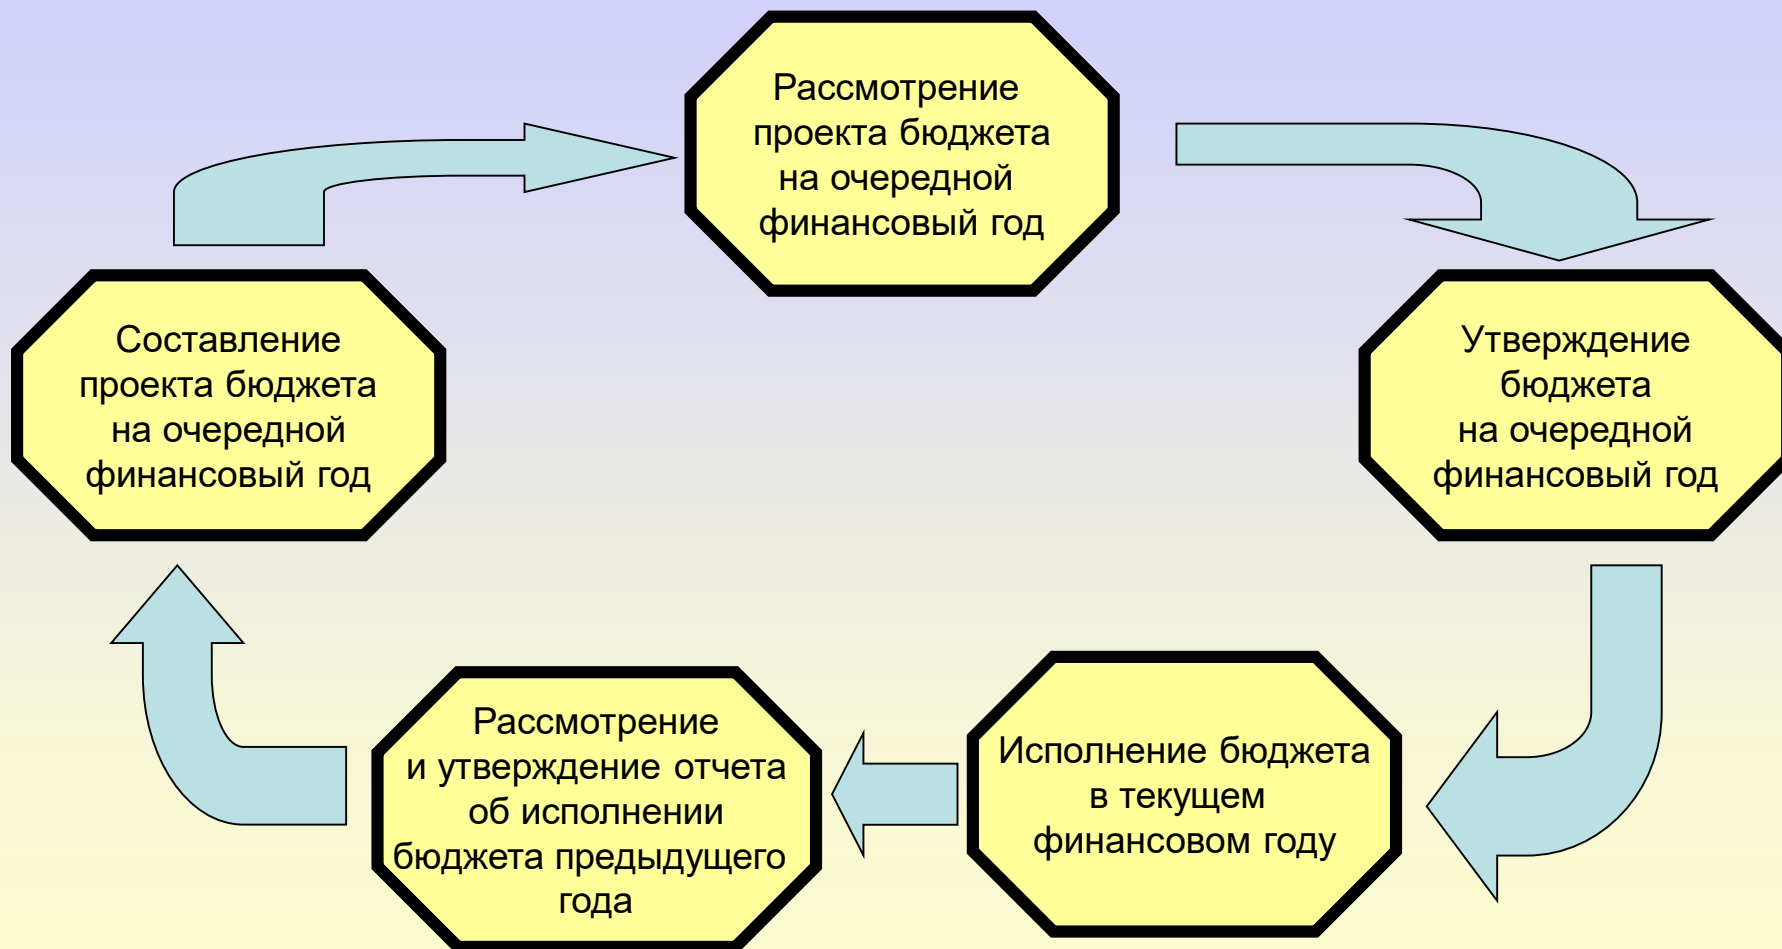 Рассмотрение
проекта бюджета
на очередной
финансовый год
Составление
проекта бюджета
на очередной
финансовый год
Утверждение
бюджета
на очередной
финансовый год
Рассмотрение
и утверждение отчета
об исполнении
бюджета предыдущего
года
Исполнение бюджета
в текущем
финансовом году